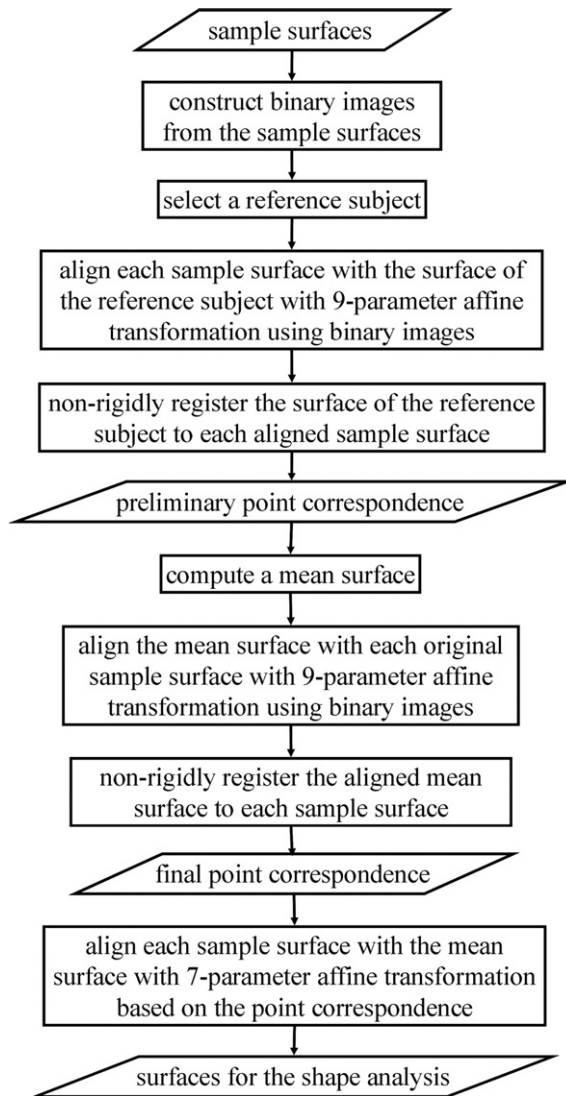 sample surfaces
construct binary images
from the sample surfaces
select a reference subject
align each sample surface with the surface of
the reference subject with 9-parameter affine
transformation using binary images
non-rigidly register the surface of the reference
subject to each aligned sample surface
preliminary point correspondence
compute a mean surface
align the mean surface with each original
sample surface with 9-parameter affine
transformation using binary images
non-rigidly register the aligned mean
surface to each sample surface
final point correspondence
align each sample surface with the mean
surface with 7-parameter affine transformation
based on the point correspondence
surfaces for the shape analysis